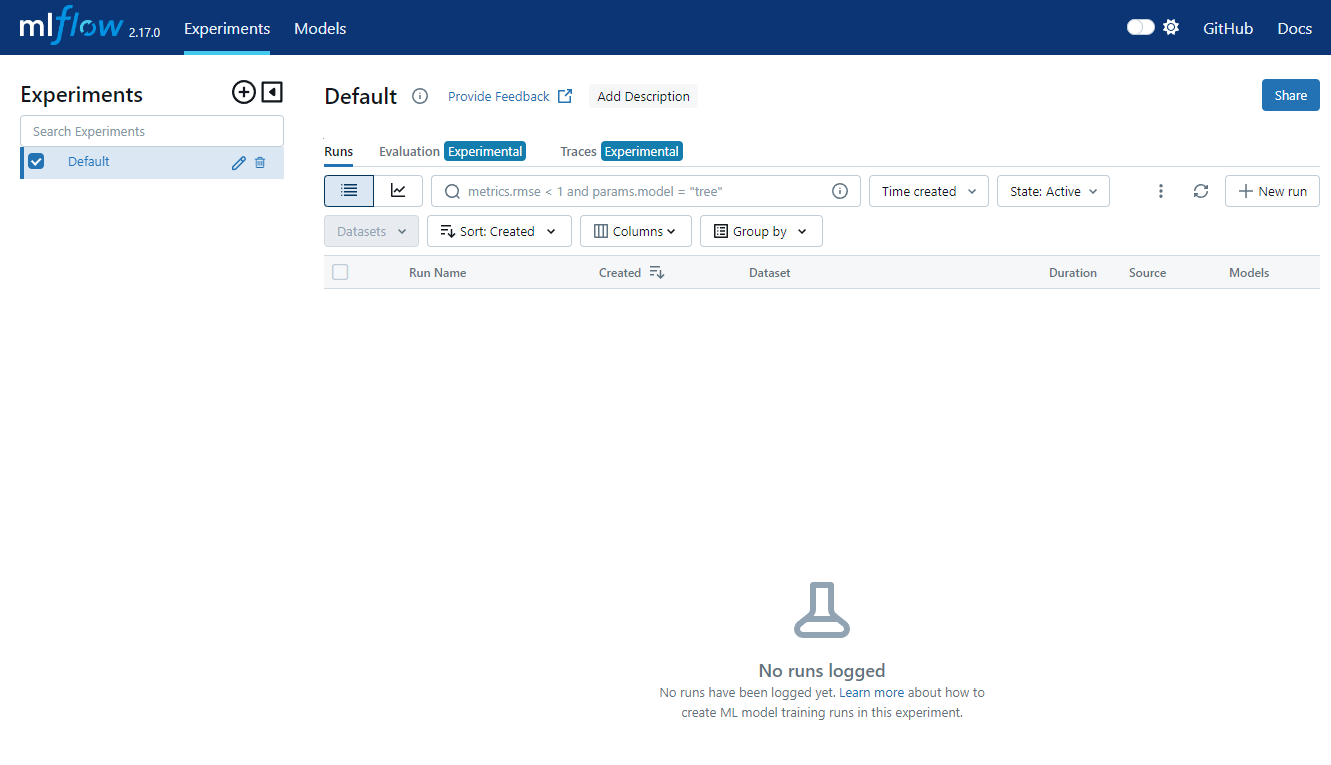 mlflow 2.17.0 Experiments Models GitHub Docs
Experiments
Default Provide Feedback Add Description Share
Search Experiments
Default
Runs Evaluation Experimental Traces Experimental
metrics.rmse < 1 and params.model = "tree" Time created State: Active New run
Datasets Sort: Created Columns Group by
Run Name Created Dataset Duration Source Models
No runs logged
No runs have been logged yet. Learn more about how to
create ML model training runs in this experiment.